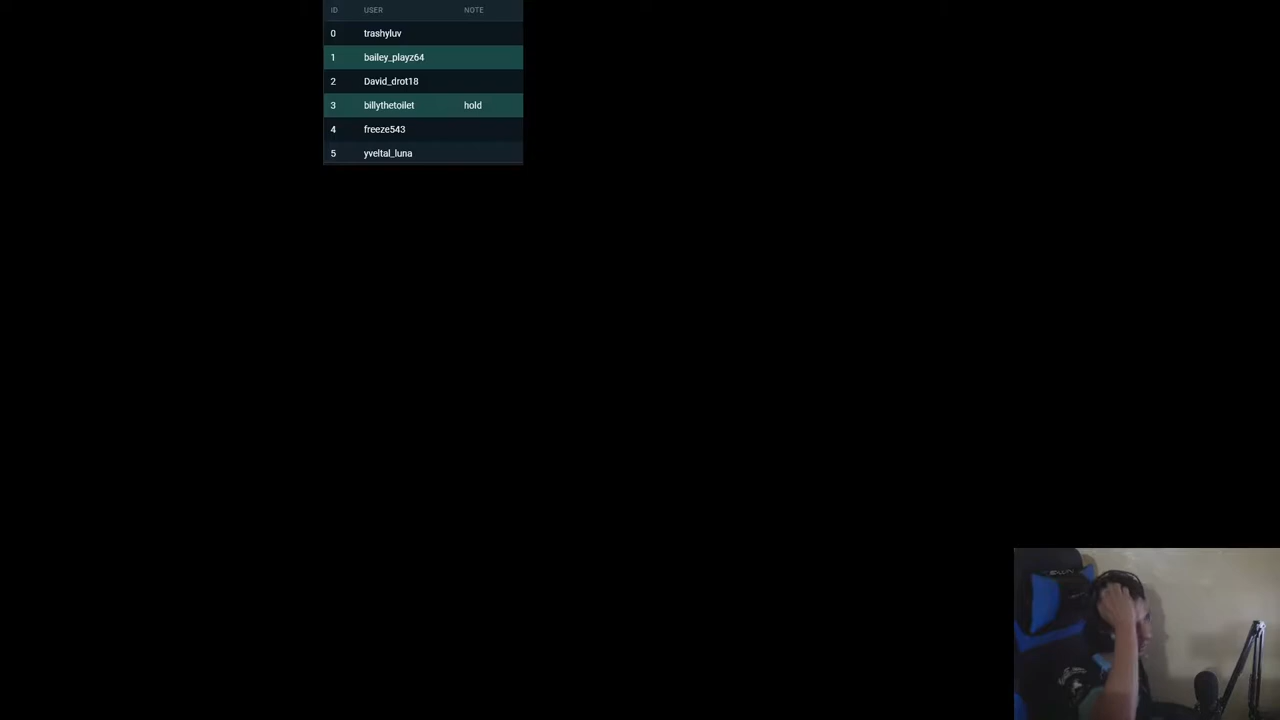 ID USER NOTE
0 trashyluv
1 bailey_playz64
2 David_drot18
3 billythetoilet hold
4 freeze543
5 yveltal_luna